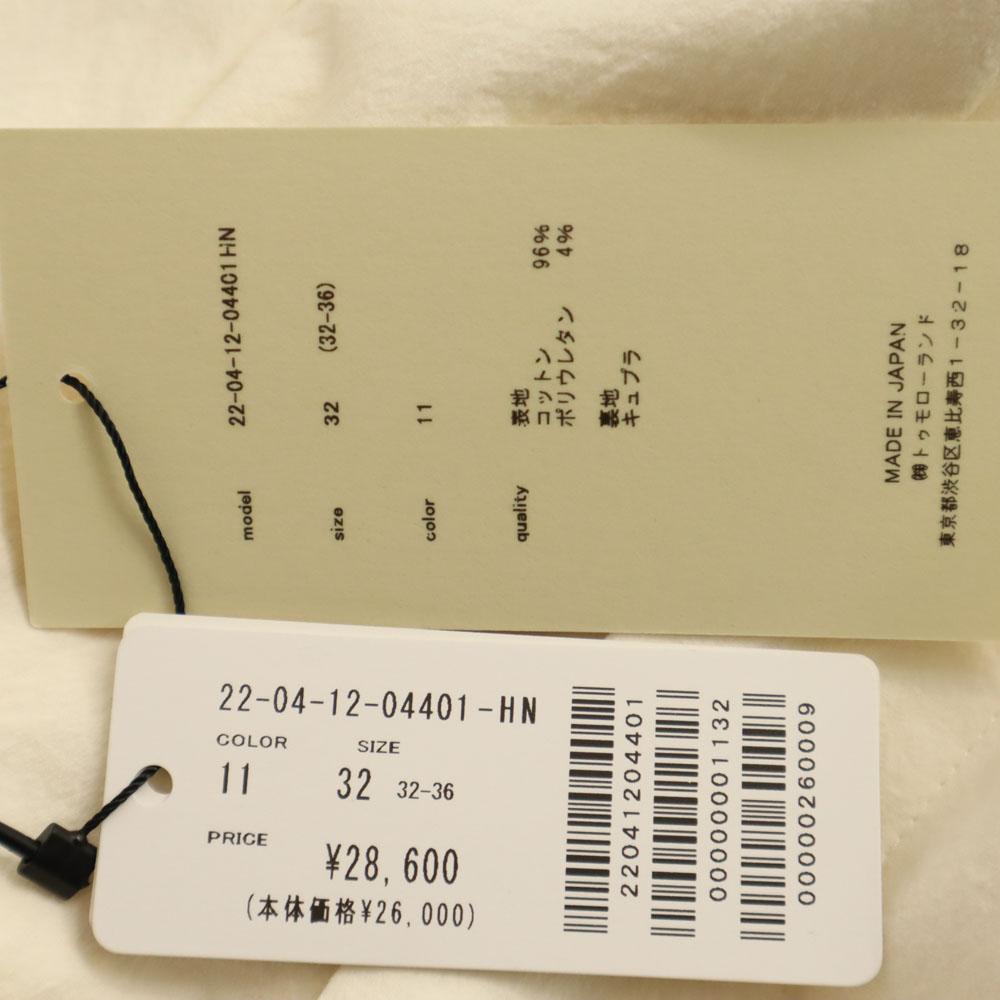 model 22-04-12-04401HN
size 32 (32-36)
color 11
quality 表地
コットン 96%
ポリウレタン 4%
裏地
キュプラ
MADE IN JAPAN
㈱トゥモローランド
東京都渋谷区恵比寿西1-32-18
22-04-12-04401-HN
COLOR SIZE
11 32 32-36
PRICE
¥28,600
(本体価格¥26,000)
22041204401
0000001132
0000260009